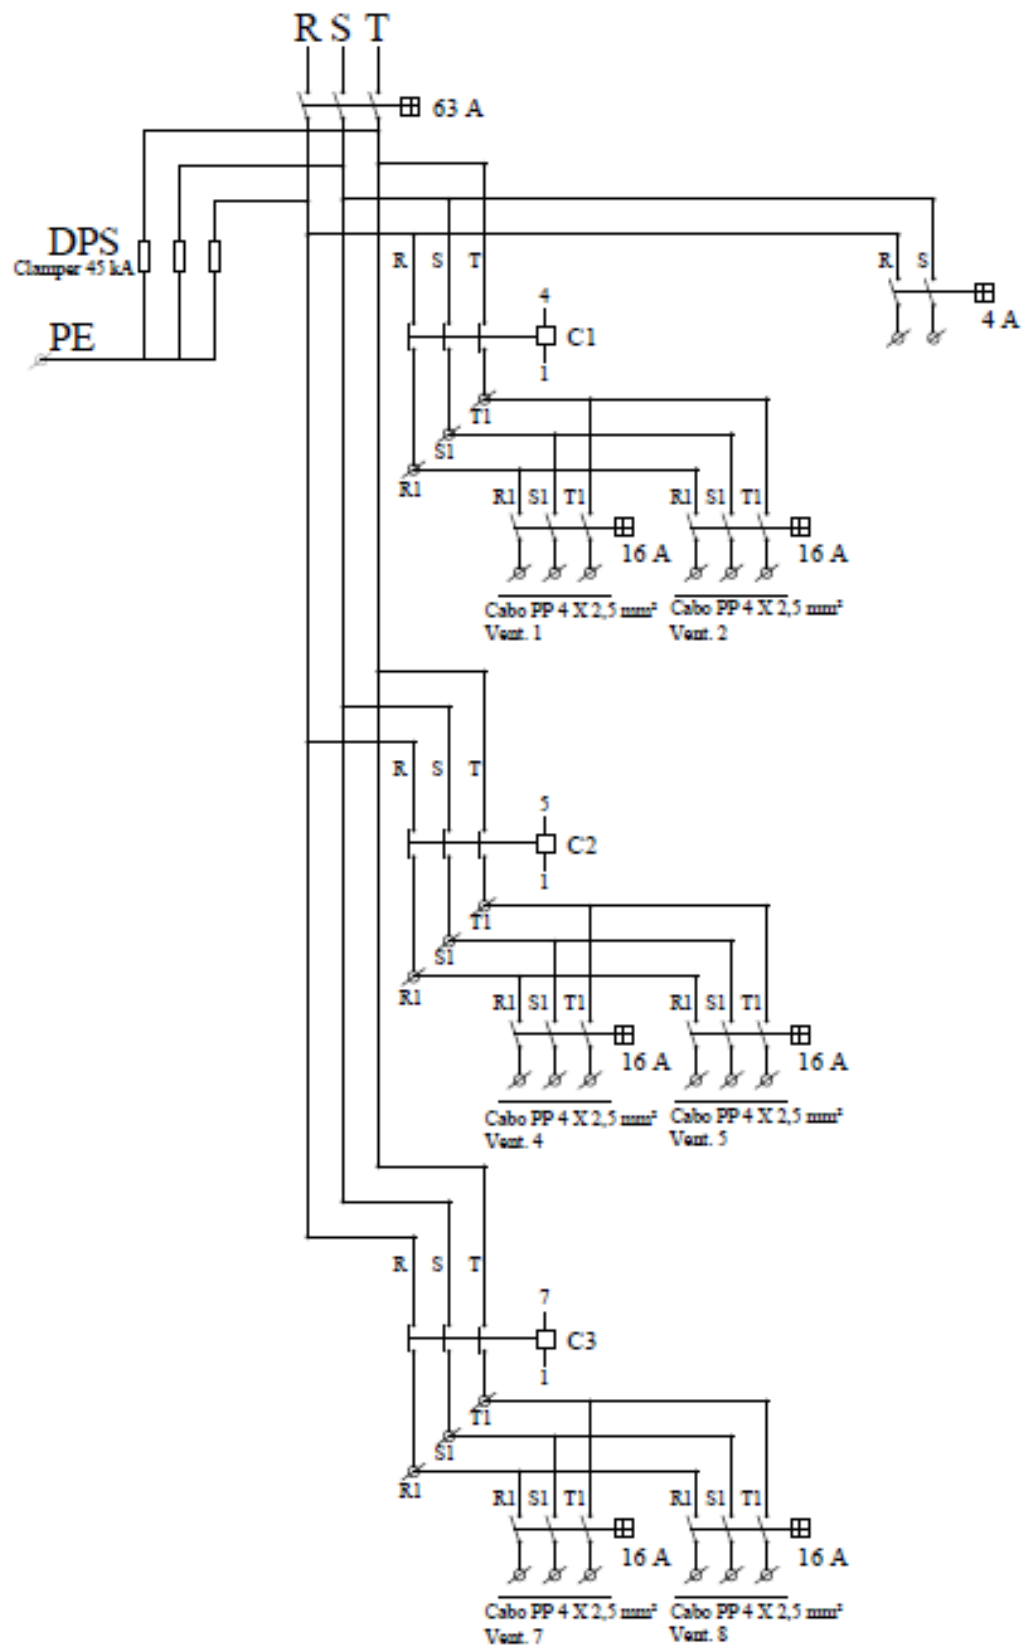 R S T
63 A
DPS
Clamper 45 kA
R S T
R S
4
C1
1
4 A
PE
T1
S1
R1
R1 S1 T1
R1 S1 T1
16 A
16 A
Cabo PP 4 X 2,5 mm²
Vent. 1
Cabo PP 4 X 2,5 mm²
Vent. 2
R S T
5
C2
1
T1
S1
R1
R1 S1 T1
R1 S1 T1
16 A
16 A
Cabo PP 4 X 2,5 mm²
Vent. 4
Cabo PP 4 X 2,5 mm²
Vent. 5
R S T
7
C3
1
T1
S1
R1
R1 S1 T1
R1 S1 T1
16 A
16 A
Cabo PP 4 X 2,5 mm²
Vent. 7
Cabo PP 4 X 2,5 mm²
Vent. 8